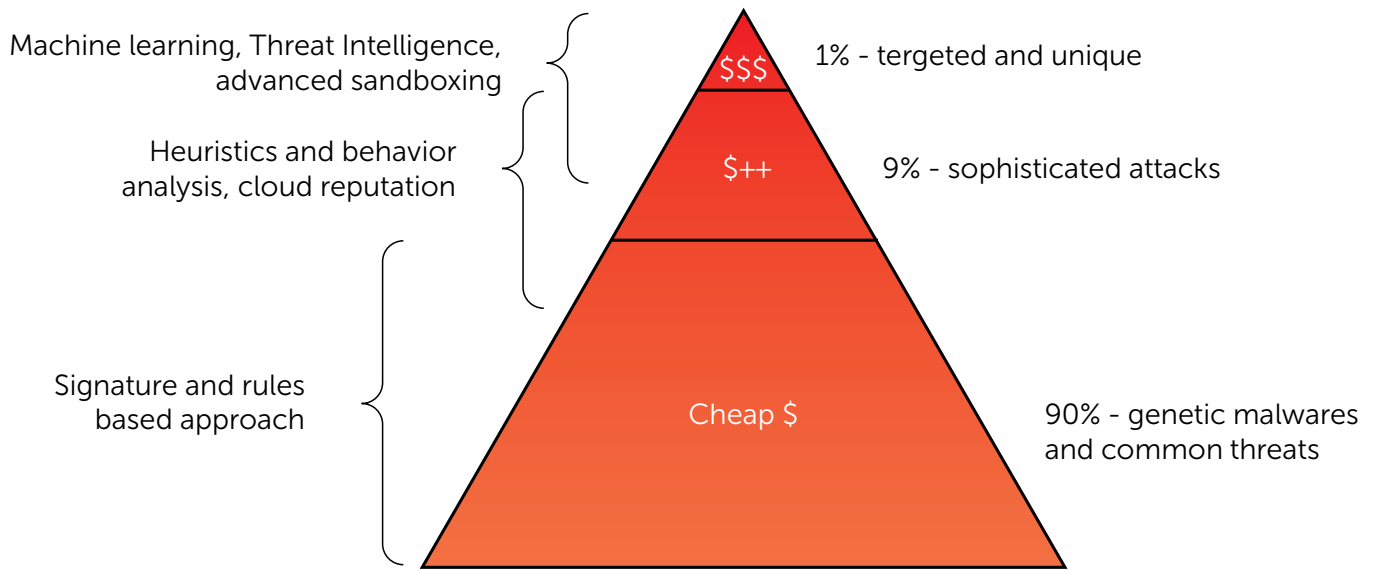 Machine learning, Threat Intelligence,
advanced sandboxing
$$$
1% - tergeted and unique
Heuristics and behavior
analysis, cloud reputation
$++
9% - sophisticated attacks
Signature and rules
based approach
Cheap $
90% - genetic malwares
and common threats